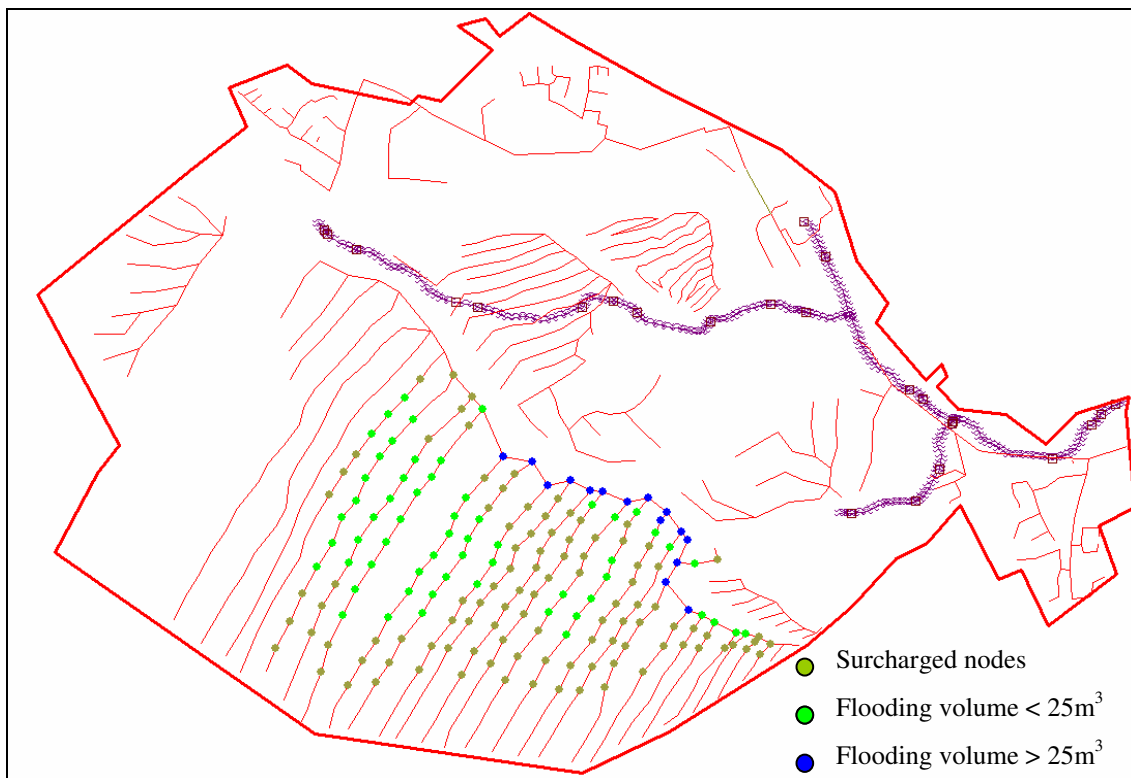 Surcharged nodes
Flooding volume < 25m³
Flooding volume > 25m³